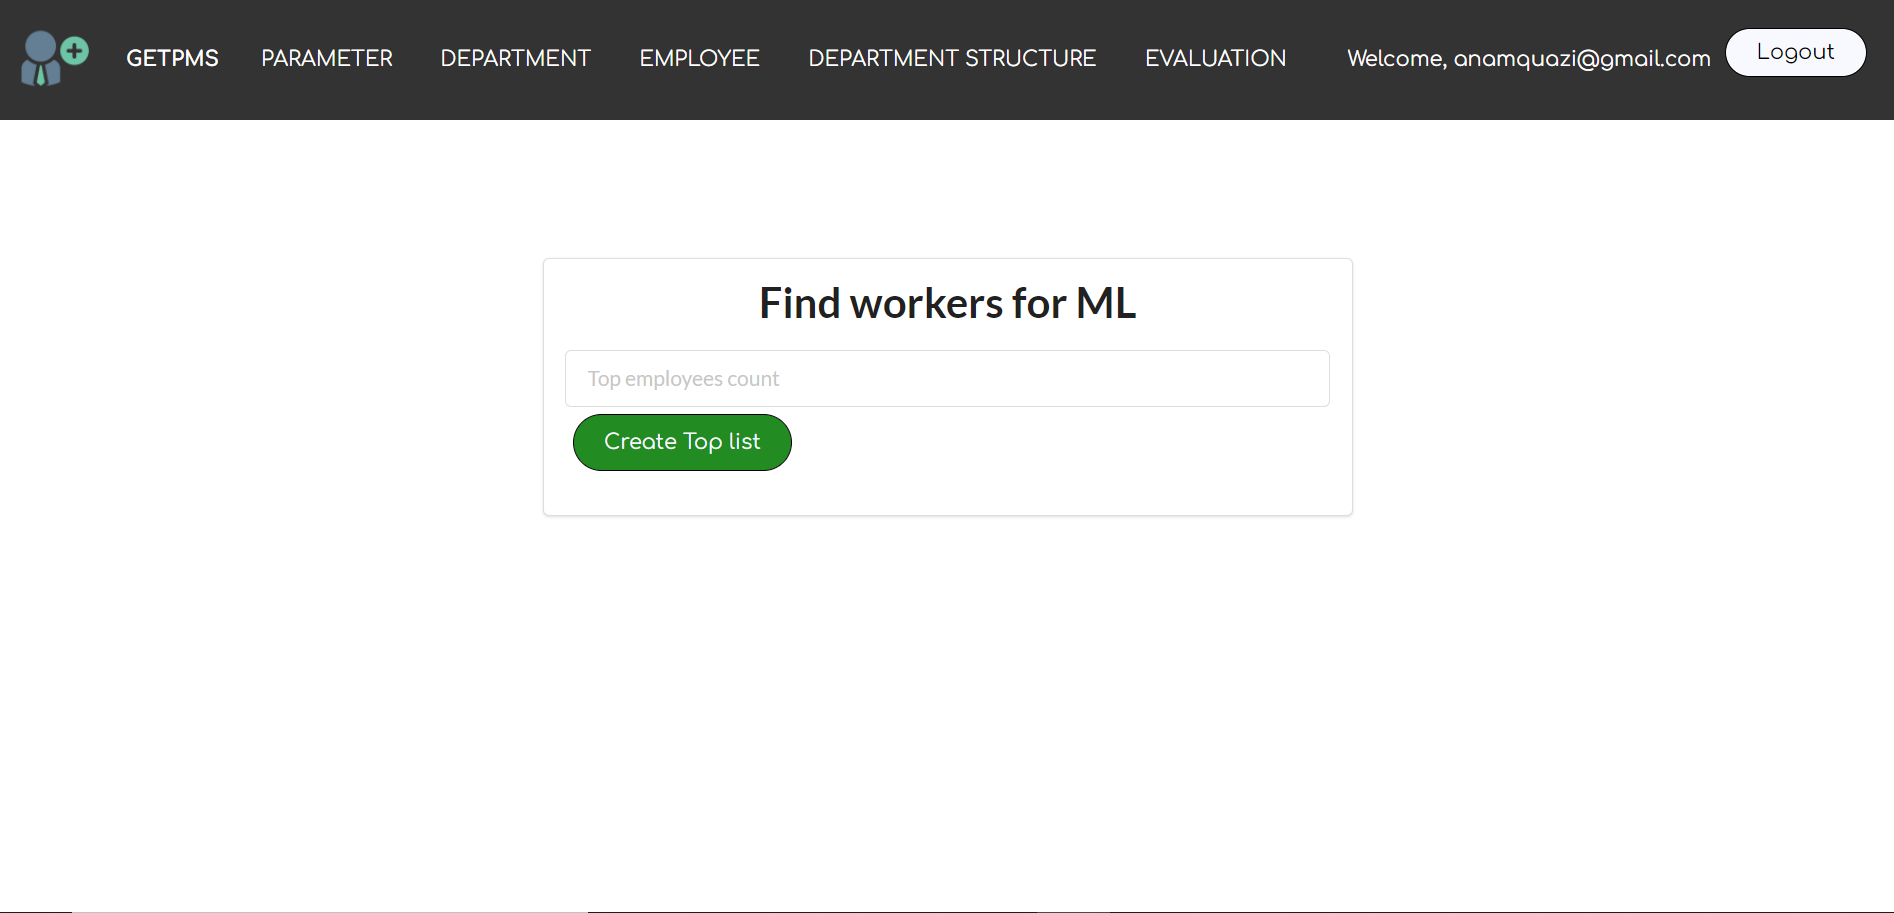 GETPMS PARAMETER DEPARTMENT EMPLOYEE DEPARTMENT STRUCTURE EVALUATION Welcome, anamquazi@gmail.com Logout
Find workers for ML
Top employees count
Create Top list